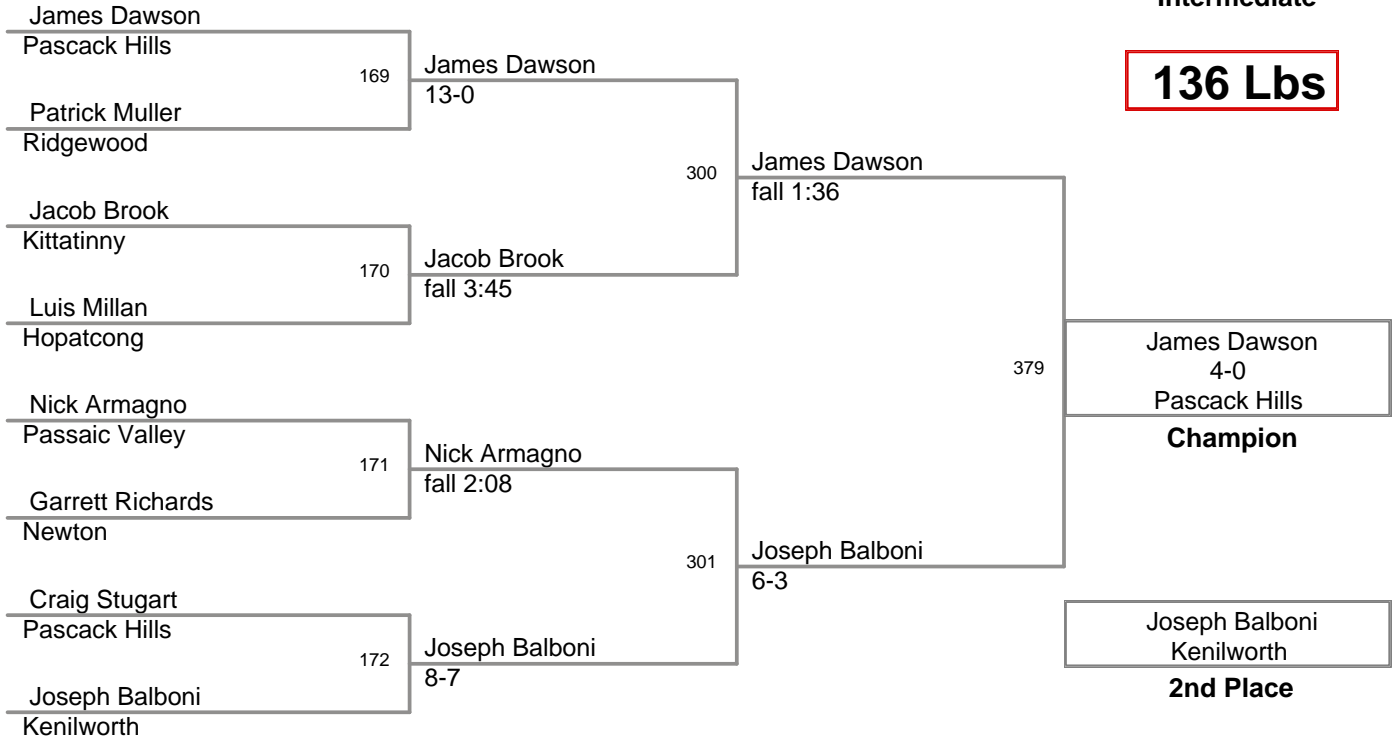 Intermediate
136 Lbs
James Dawson
Pascack Hills
169
Patrick Muller
Ridgewood
James Dawson
13-0
Jacob Brook
Kittatinny
170
Luis Millan
Hopatcong
Jacob Brook
fall 3:45
300
James Dawson
fall 1:36
Nick Armagno
Passaic Valley
171
Garrett Richards
Newton
Nick Armagno
fall 2:08
Craig Stugart
Pascack Hills
172
Joseph Balboni
Kenilworth
Joseph Balboni
8-7
301
Joseph Balboni
6-3
379
James Dawson
4-0
Pascack Hills
Champion
Joseph Balboni
Kenilworth
2nd Place